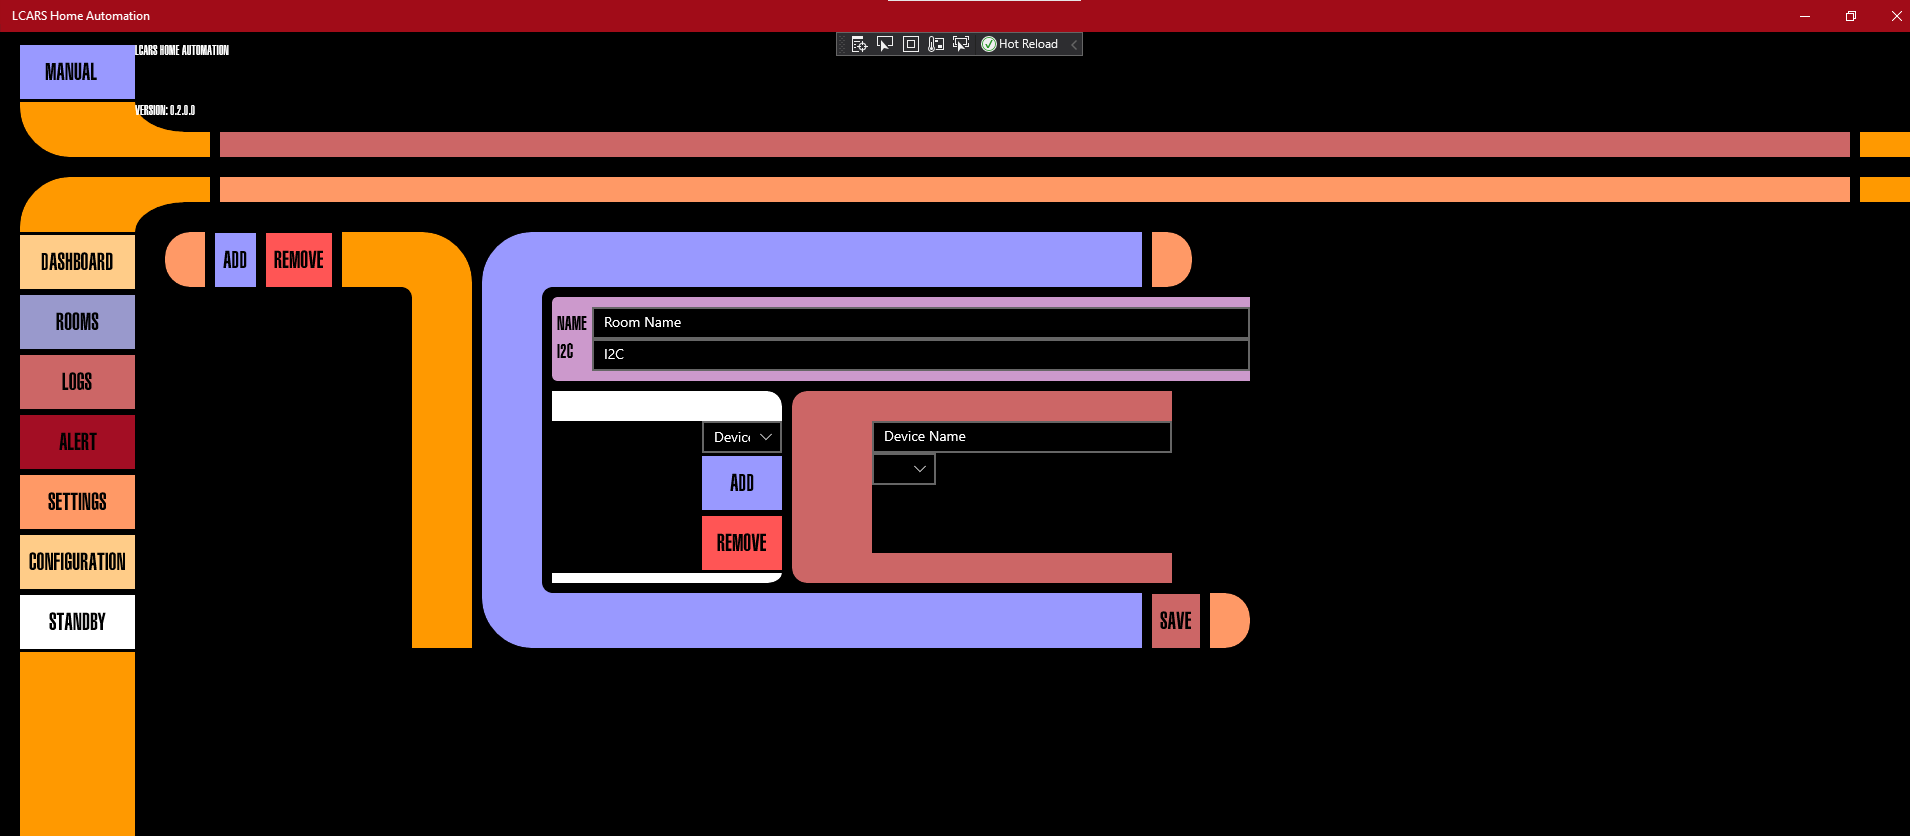 LCARS Home Automation
Hot Reload
MANUAL
LCARS HOME AUTOMATION
VERSION: 0.2.0.0
DASHBOARD
ROOMS
LOGS
ALERT
SETTINGS
CONFIGURATION
STANDBY
ADD
REMOVE
NAME
Room Name
I2C
I2C
Device
ADD
REMOVE
Device Name
SAVE